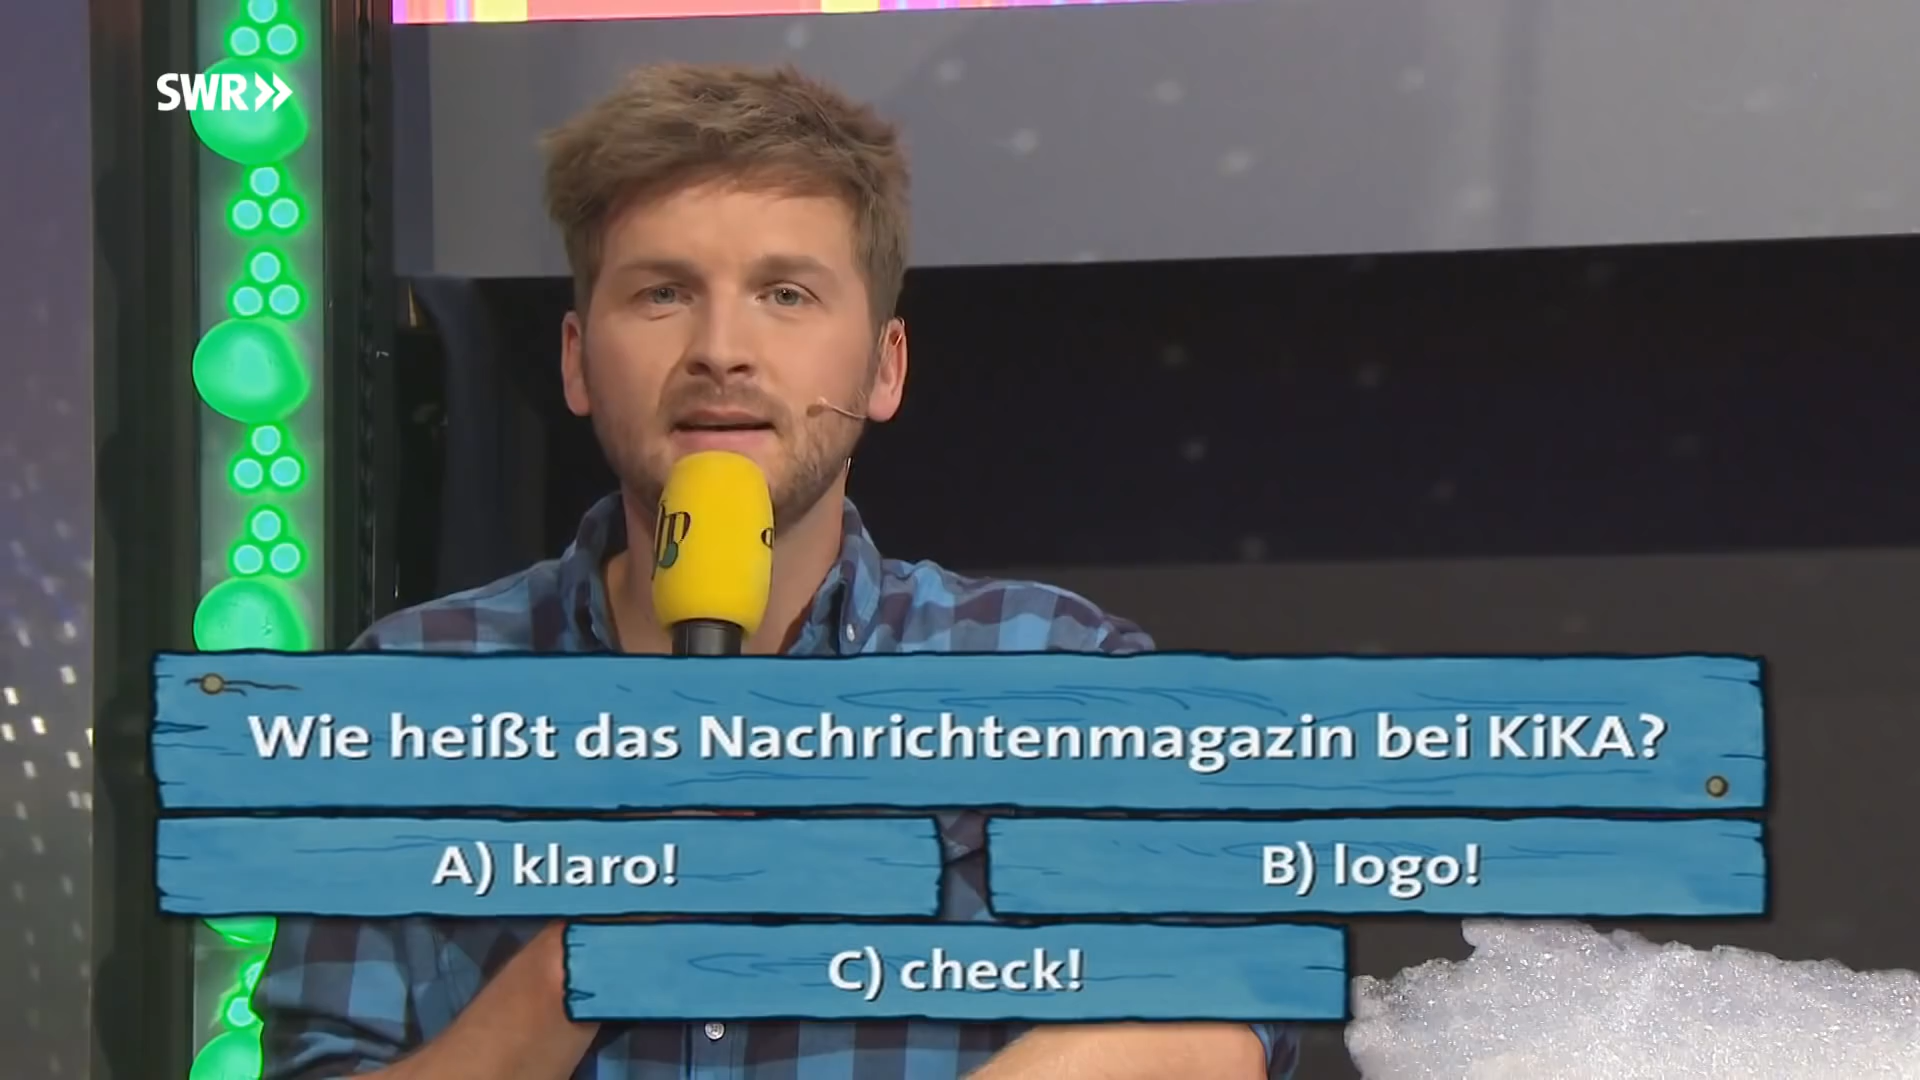 SWR
Wie heißt das Nachrichtenmagazin bei KiKA?
A) klaro!
B) logo!
C) check!